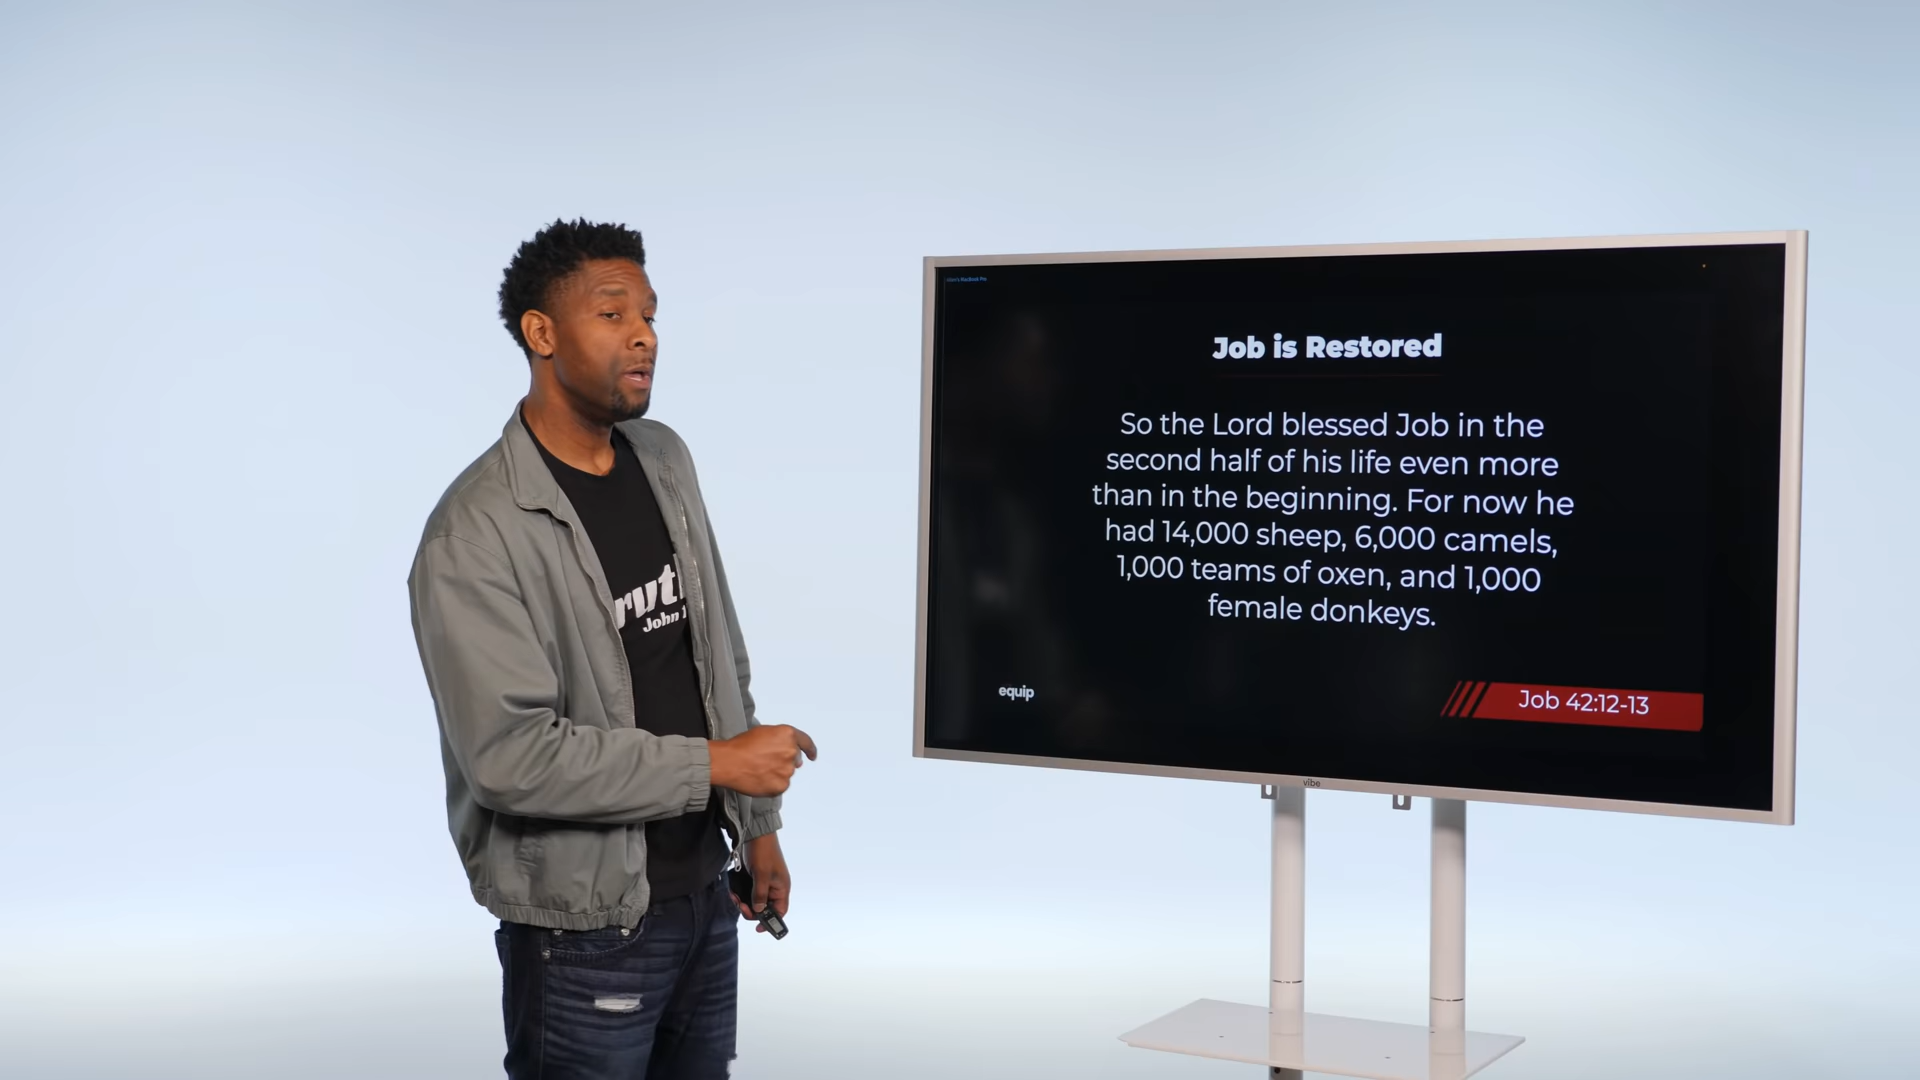 Job is Restored
So the Lord blessed Job in the
second half of his life even more
than in the beginning. For now he
had 14,000 sheep, 6,000 camels,
1,000 teams of oxen, and 1,000
female donkeys.
equip
Job 42:12-13
vibe
rut
John 1